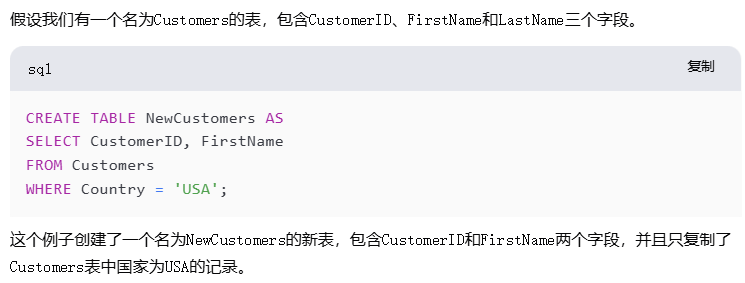 假设我们有一个名为Customers的表，包含CustomerID、FirstName和LastName三个字段。
sql
复制
CREATE TABLE NewCustomers AS
SELECT CustomerID, FirstName
FROM Customers
WHERE Country = 'USA';
这个例子创建了一个名为NewCustomers的新表，包含CustomerID和FirstName两个字段，并且只复制了
Customers表中国家为USA的记录。